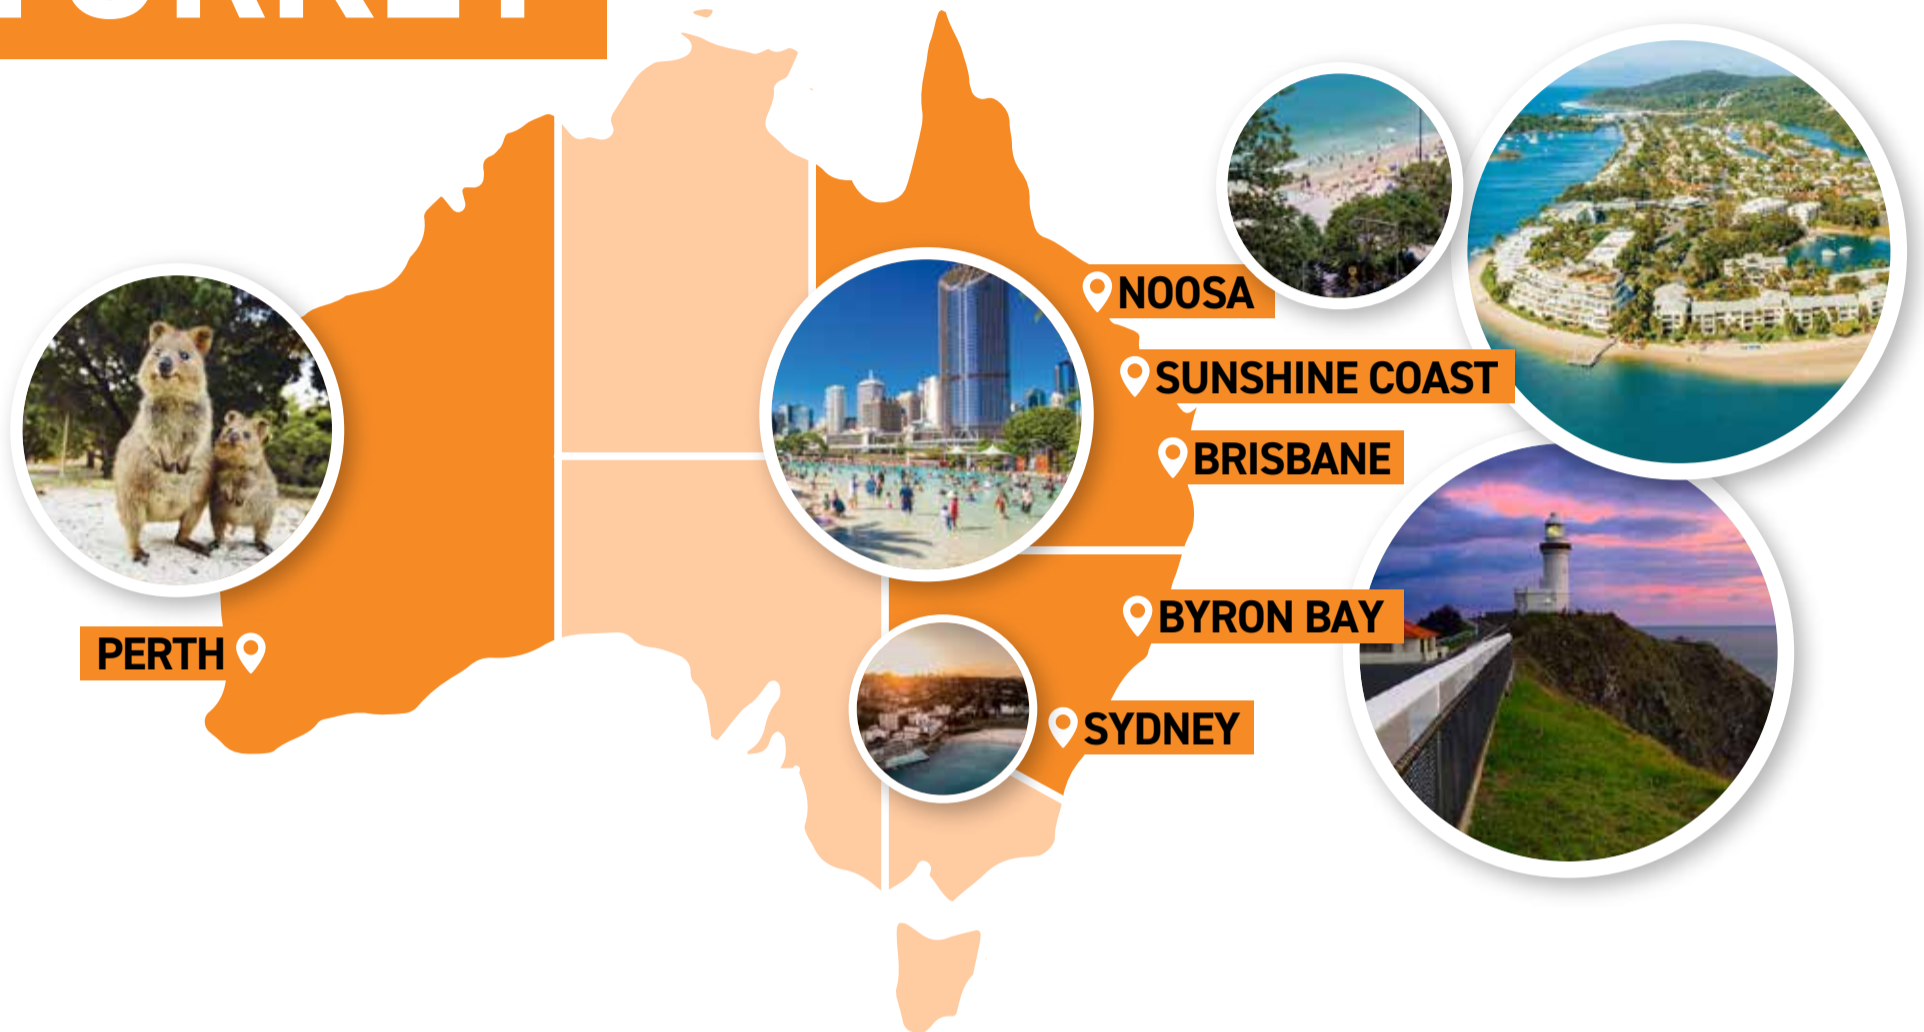 NOOSA
SUNSHINE COAST
BRISBANE
BYRON BAY
PERTH
SYDNEY